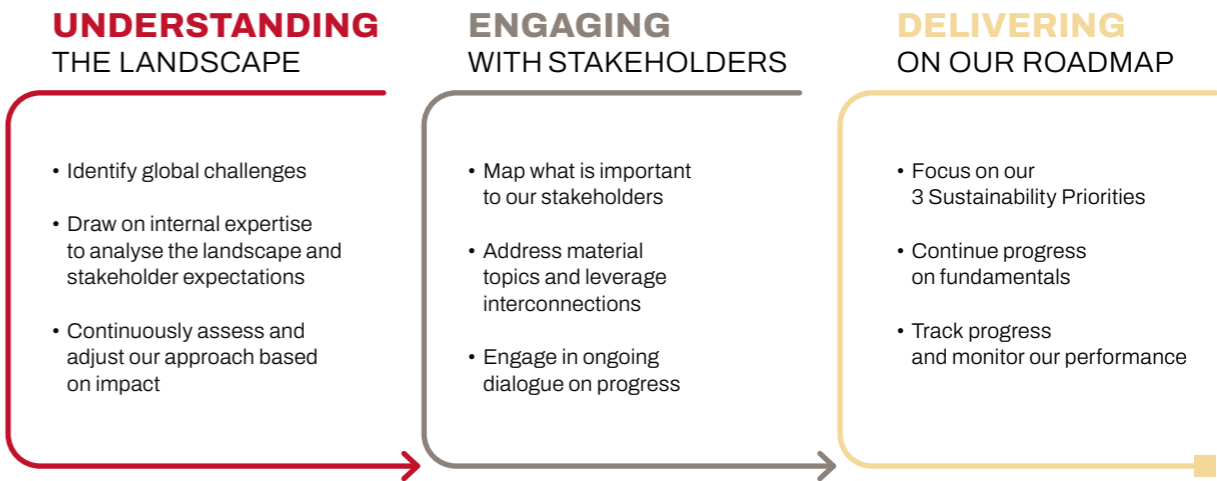 UNDERSTANDING
THE LANDSCAPE
• Identify global challenges
• Draw on internal expertise
to analyse the landscape and
stakeholder expectations
• Continuously assess and
adjust our approach based
on impact
ENGAGING
WITH STAKEHOLDERS
• Map what is important
to our stakeholders
• Address material
topics and leverage
interconnections
• Engage in ongoing
dialogue on progress
DELIVERING
ON OUR ROADMAP
• Focus on our
3 Sustainability Priorities
• Continue progress
on fundamentals
• Track progress
and monitor our performance